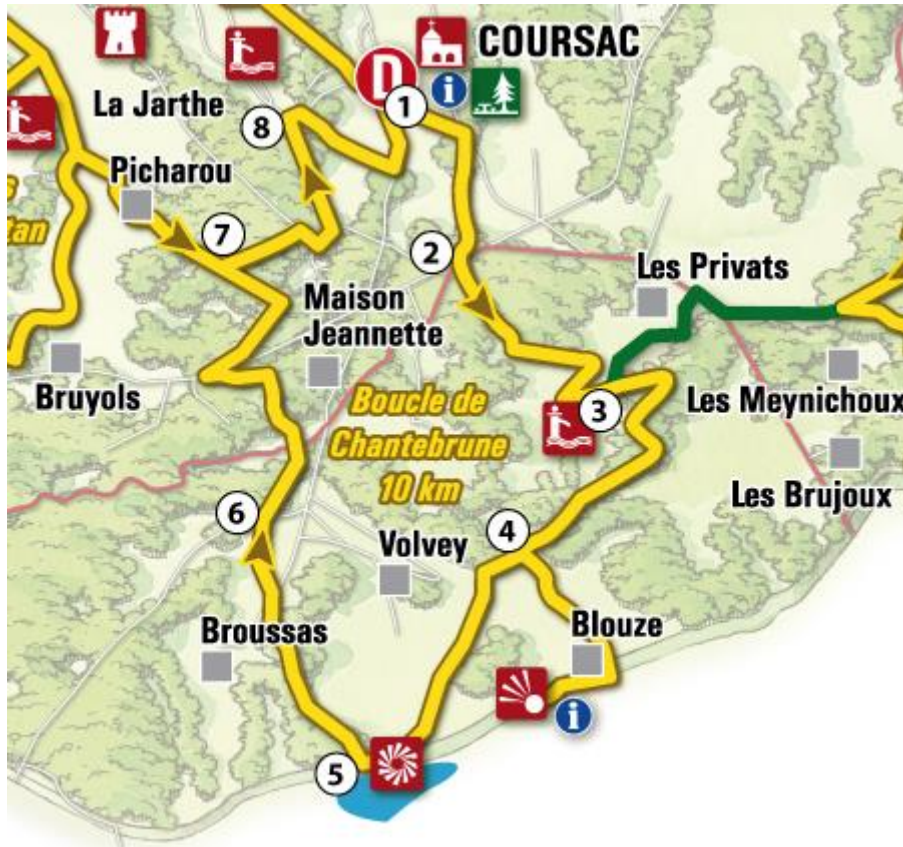 COURSAC
D
1
i
La Jarthe
8
Picharou
tan
7
2
Les Privats
Maison
Jeannette
Bruyols
Boucle de
Chantebrune
10 km
3
Les Meynichoux
Les Brujoux
6
4
Volvey
Broussas
Blouze
i
5